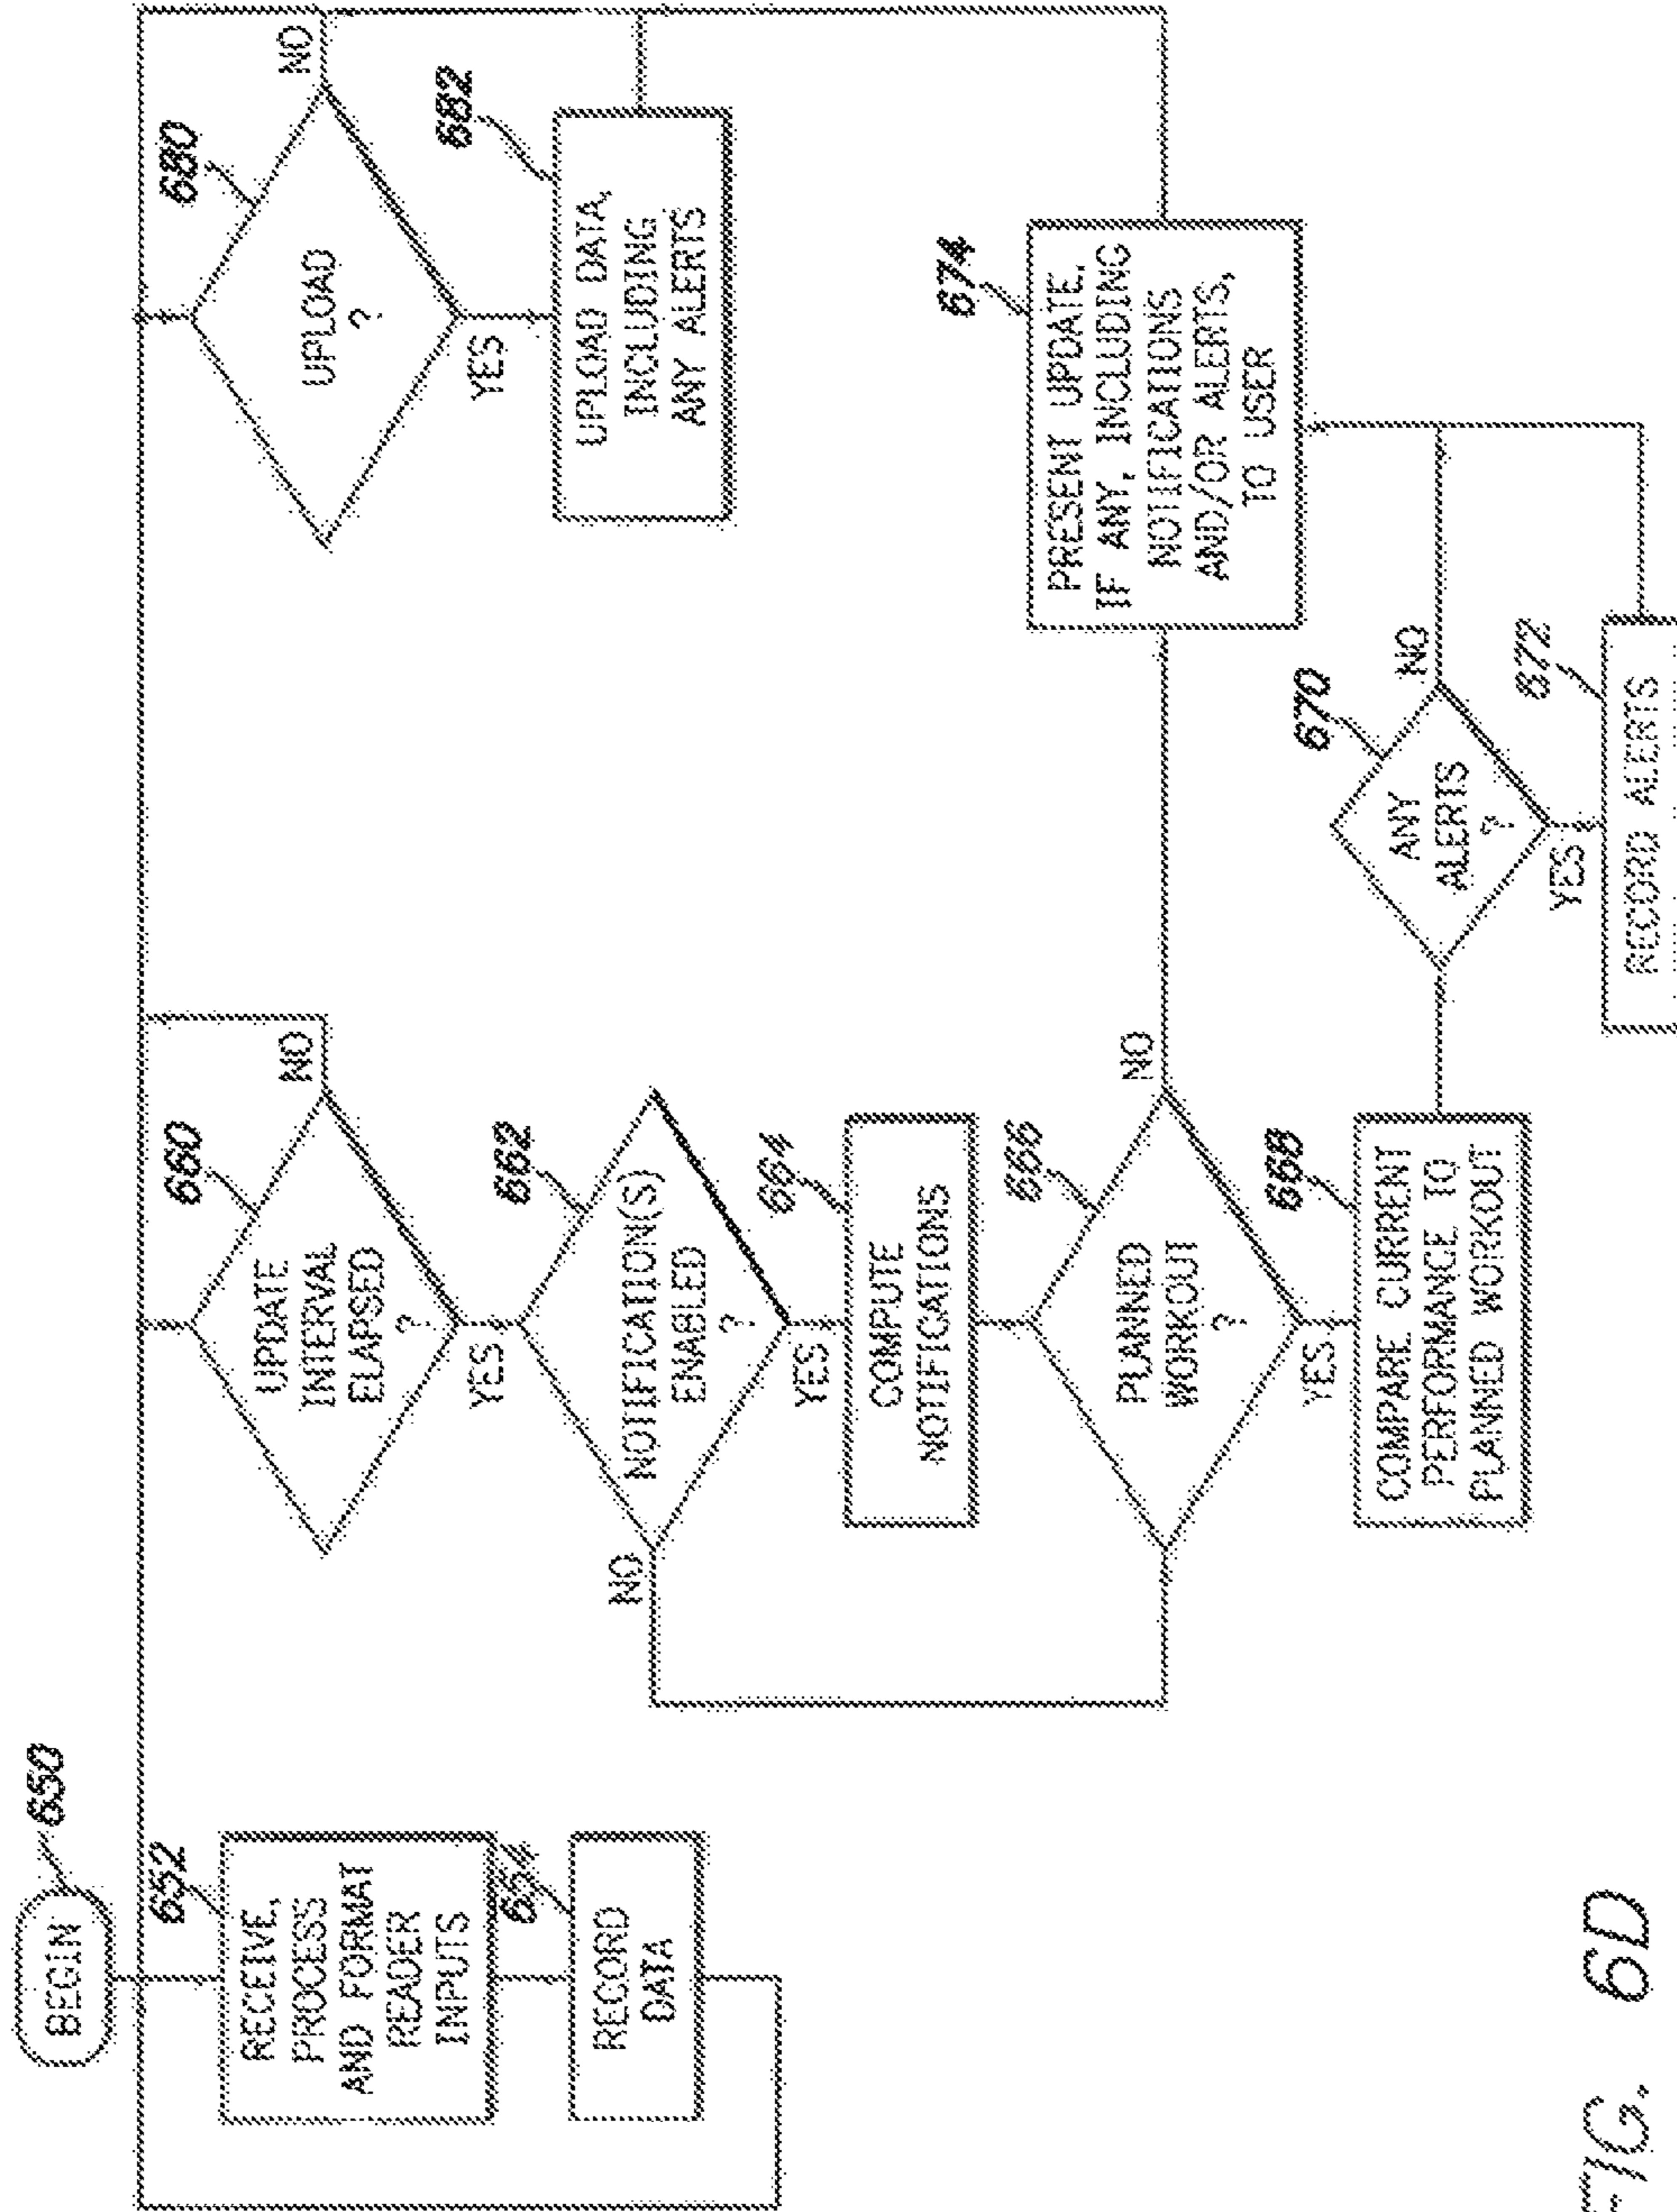 BEGIN
650
652
RECEIVE,
PROCESS
AND FORMAT
READER
INPUTS
654
RECORD
DATA
660
UPDATE
INTERVAL
ELAPSED
?
NO
YES
662
NOTIFICATION(S)
ENABLED
?
NO
YES
664
COMPUTE
NOTIFICATIONS
666
PLANNED
WORKOUT
?
NO
YES
668
COMPARE CURRENT
PERFORMANCE TO
PLANNED WORKOUT
670
ANY
ALERTS
?
NO
YES
672
RECORD ALERTS
674
PRESENT UPDATE,
IF ANY, INCLUDING
NOTIFICATIONS
AND/OR ALERTS,
TO USER
680
UPLOAD
?
NO
YES
682
UPLOAD DATA,
INCLUDING
ANY ALERTS
FIG. 6D